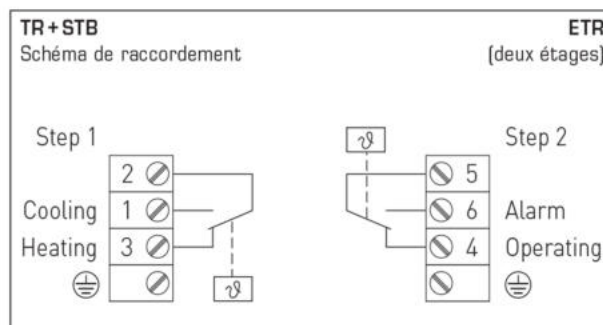 TR + STB ETR
Schéma de raccordement (deux étages)
ϑ
Step 1 Step 2
2 5
Cooling 1 6 Alarm
Heating 3 4 Operating
ϑ